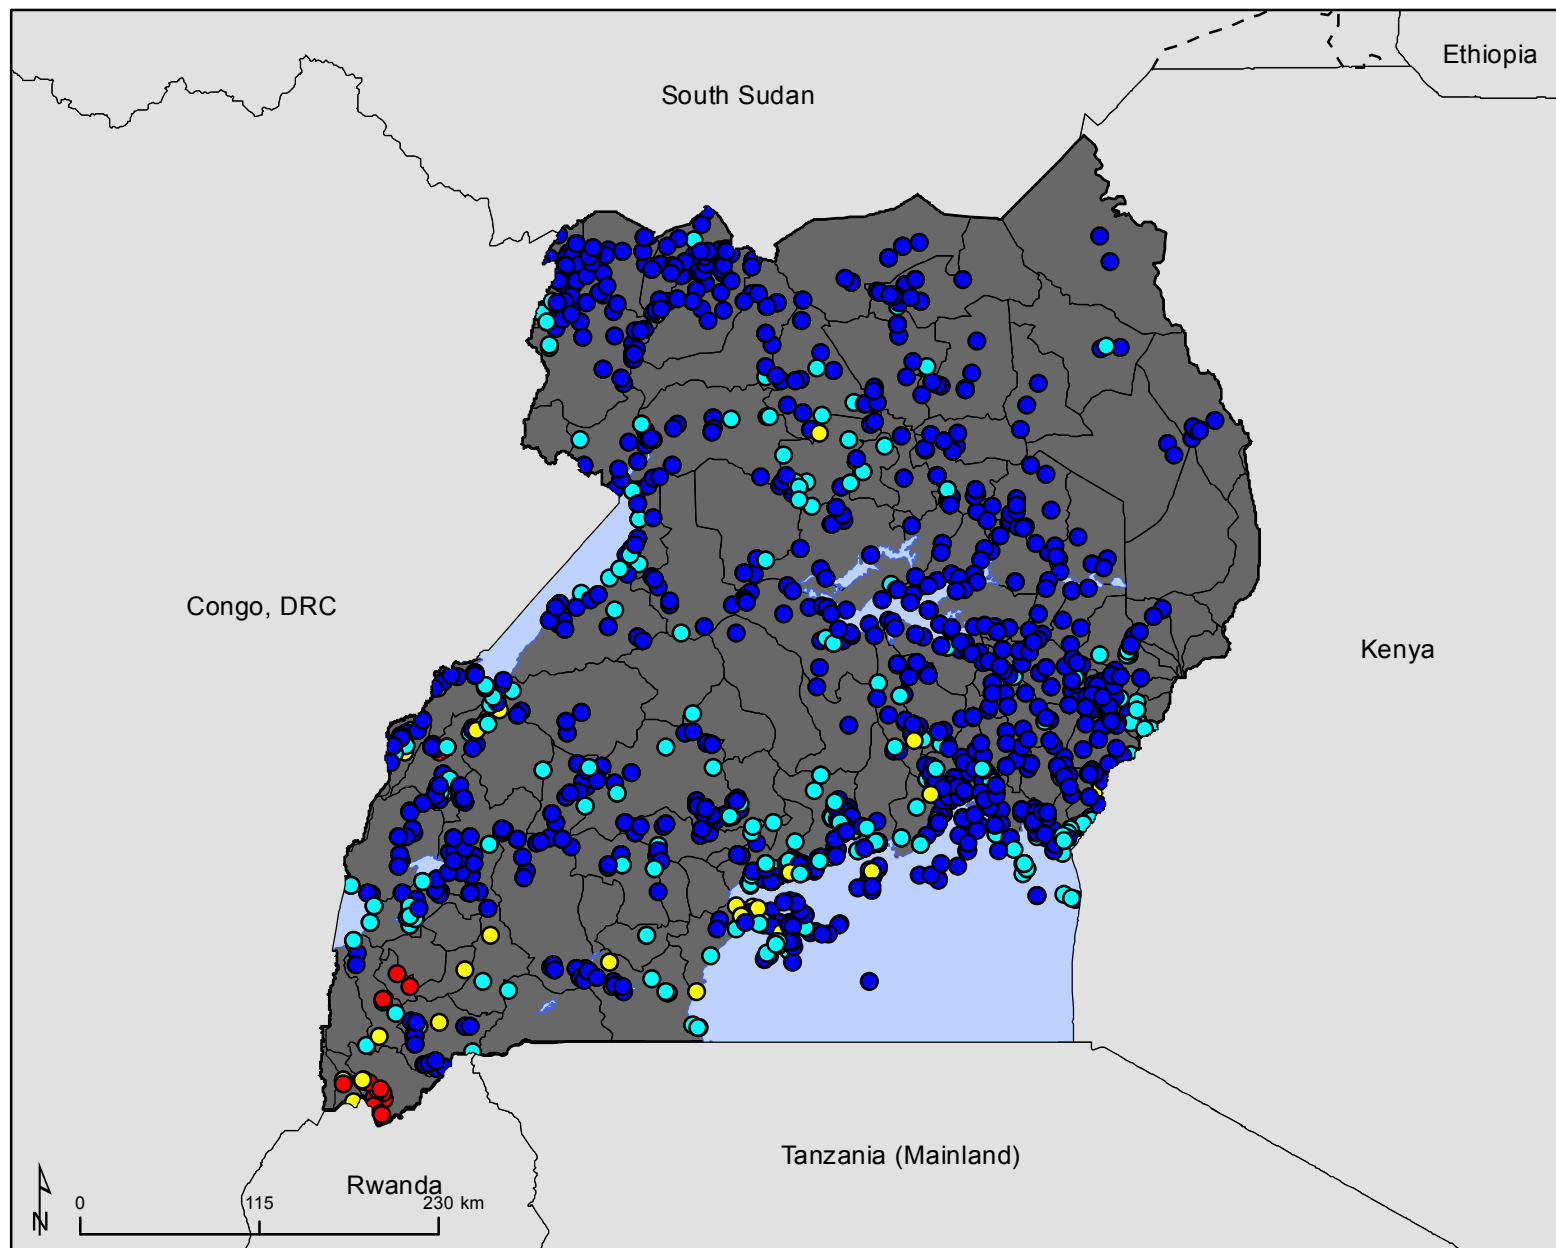 Ethiopia
South Sudan
Congo, DRC
Kenya
Tanzania (Mainland)
Rwanda
0 115 230 km
N